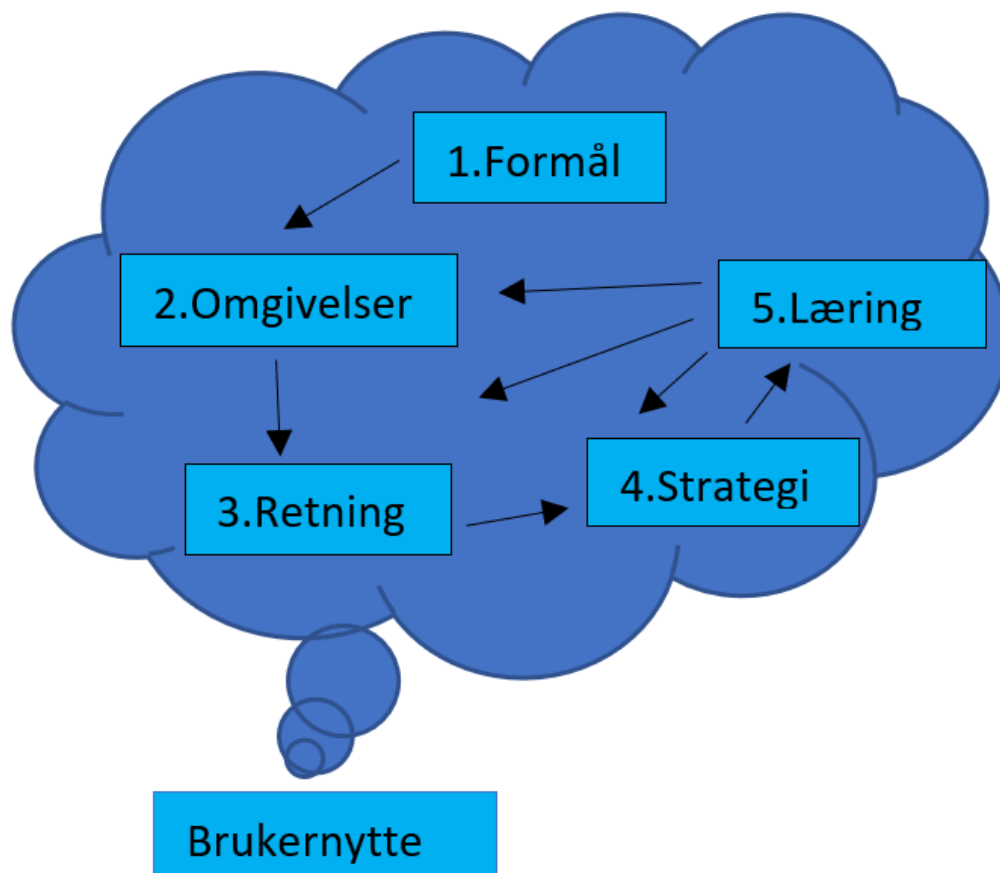 1.Formål
2.Omgivelser
5.Læring
3.Retning
4.Strategi
Brukernytte